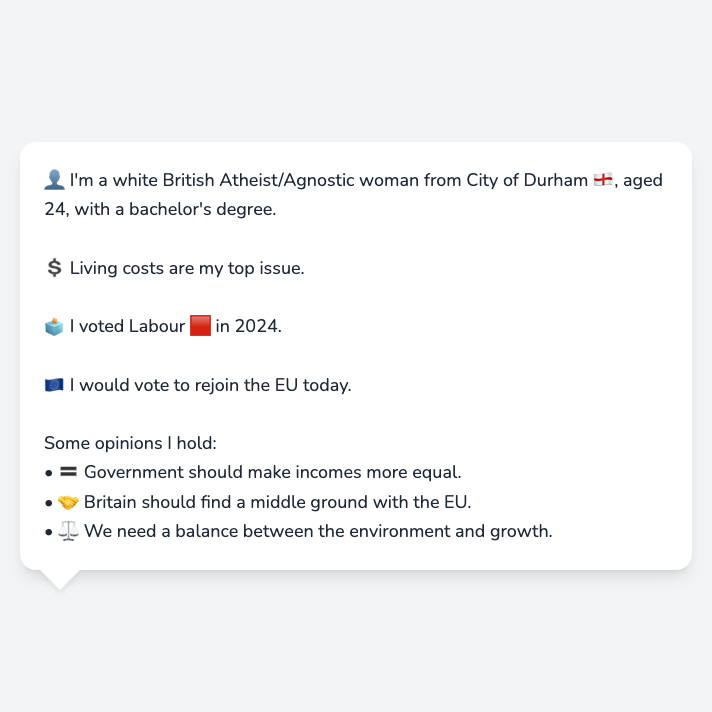 👤 I'm a white British Atheist/Agnostic woman from City of Durham 🏴󠁧󠁢󠁥󠁮󠁧󠁿, aged
24, with a bachelor's degree.
💲 Living costs are my top issue.
🗳️ I voted Labour 🟥 in 2024.
🇪🇺 I would vote to rejoin the EU today.
Some opinions I hold:
• 🟰 Government should make incomes more equal.
• 🤝 Britain should find a middle ground with the EU.
• ⚖️ We need a balance between the environment and growth.